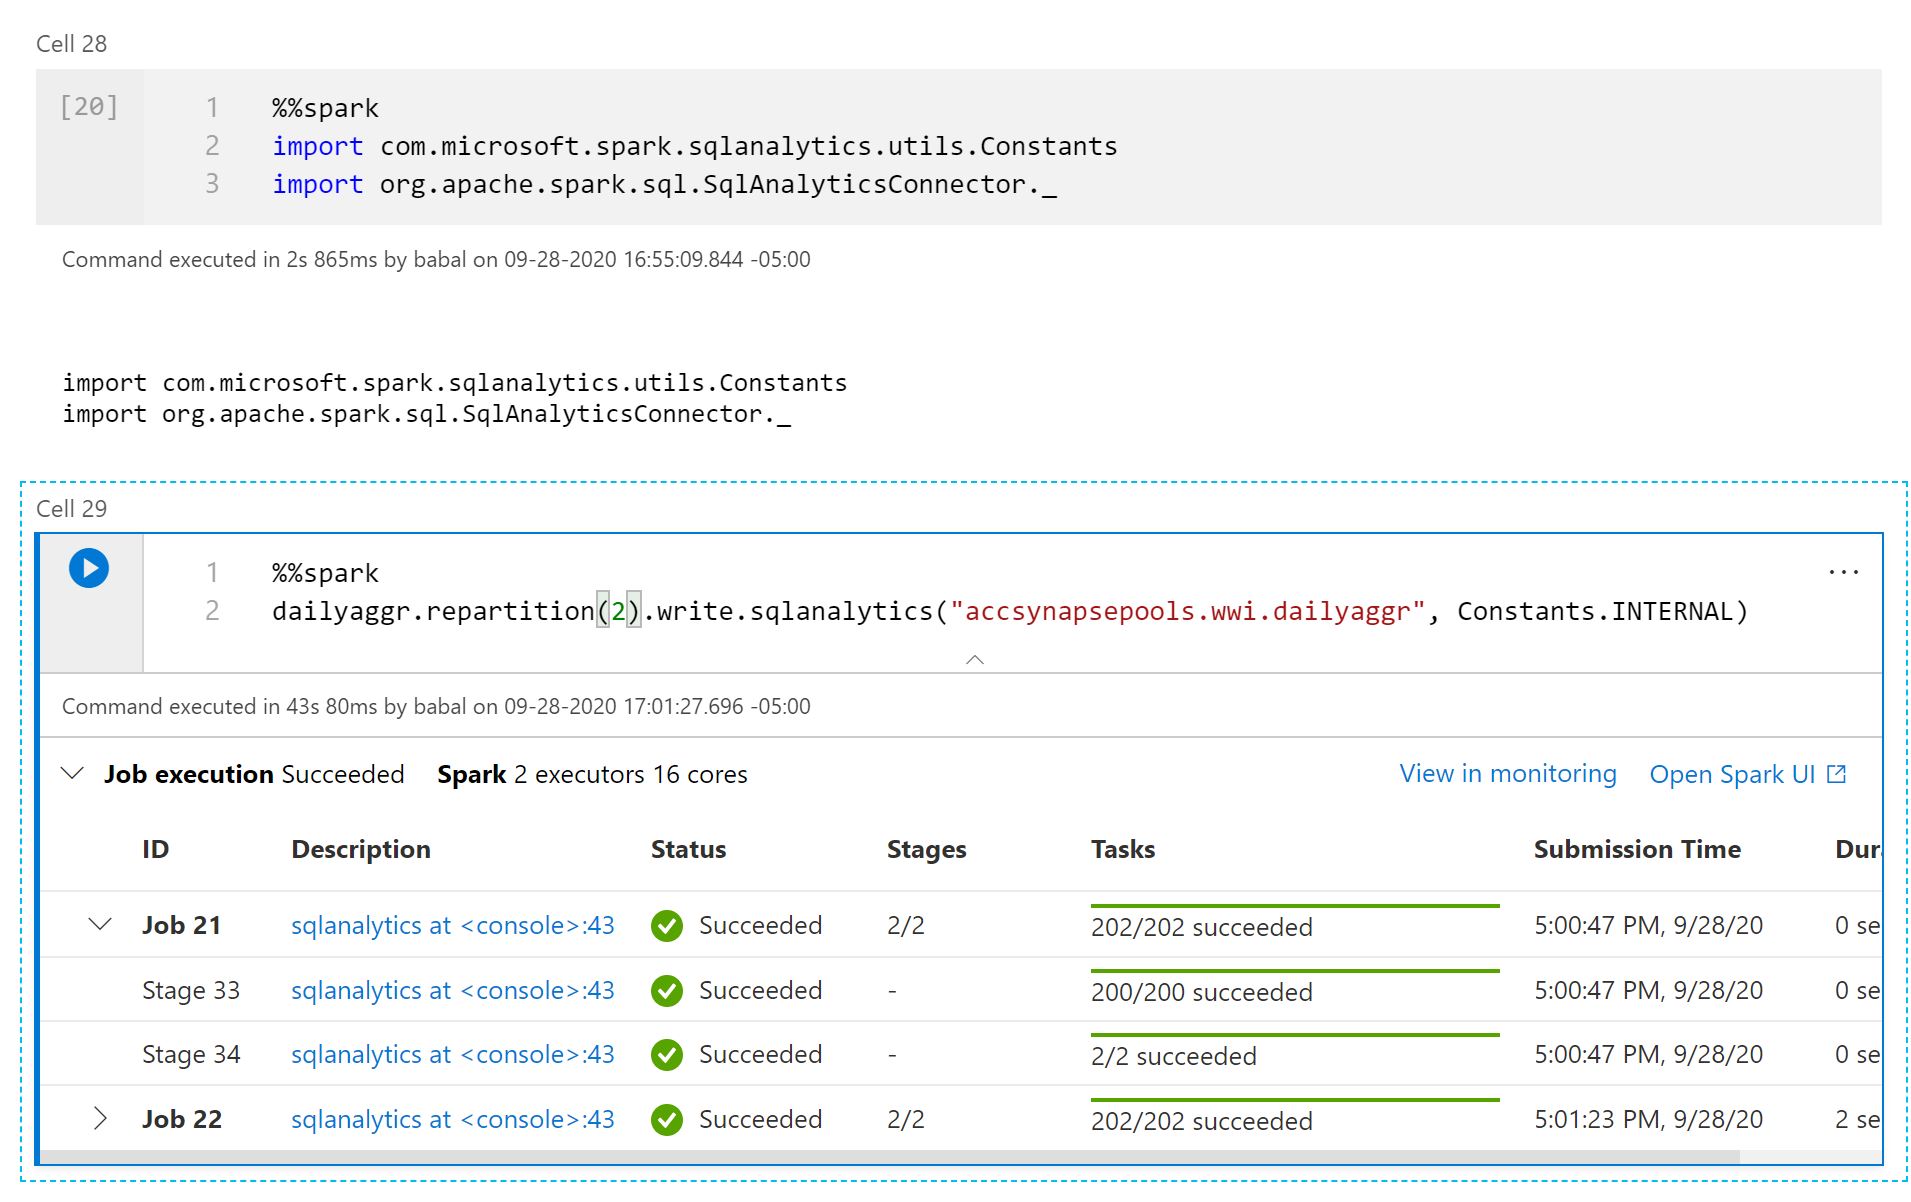 Cell 28
[20]
1 %%spark
2 import com.microsoft.spark.sqlanalytics.utils.Constants
3 import org.apache.spark.sql.SqlAnalyticsConnector._
Command executed in 2s 865ms by babal on 09-28-2020 16:55:09.844 -05:00
import com.microsoft.spark.sqlanalytics.utils.Constants
import org.apache.spark.sql.SqlAnalyticsConnector._
Cell 29
1 %%spark
2 dailyaggr.repartition(2).write.sqlanalytics("accsynapsepools.wwi.dailyaggr", Constants.INTERNAL)
Command executed in 43s 80ms by babal on 09-28-2020 17:01:27.696 -05:00
Job execution Succeeded Spark 2 executors 16 cores View in monitoring Open Spark UI
ID Description Status Stages Tasks Submission Time Dur
Job 21 sqlanalytics at <console>:43 Succeeded 2/2 202/202 succeeded 5:00:47 PM, 9/28/20 0 se
Stage 33 sqlanalytics at <console>:43 Succeeded - 200/200 succeeded 5:00:47 PM, 9/28/20 0 se
Stage 34 sqlanalytics at <console>:43 Succeeded - 2/2 succeeded 5:00:47 PM, 9/28/20 0 se
Job 22 sqlanalytics at <console>:43 Succeeded 2/2 202/202 succeeded 5:01:23 PM, 9/28/20 2 se